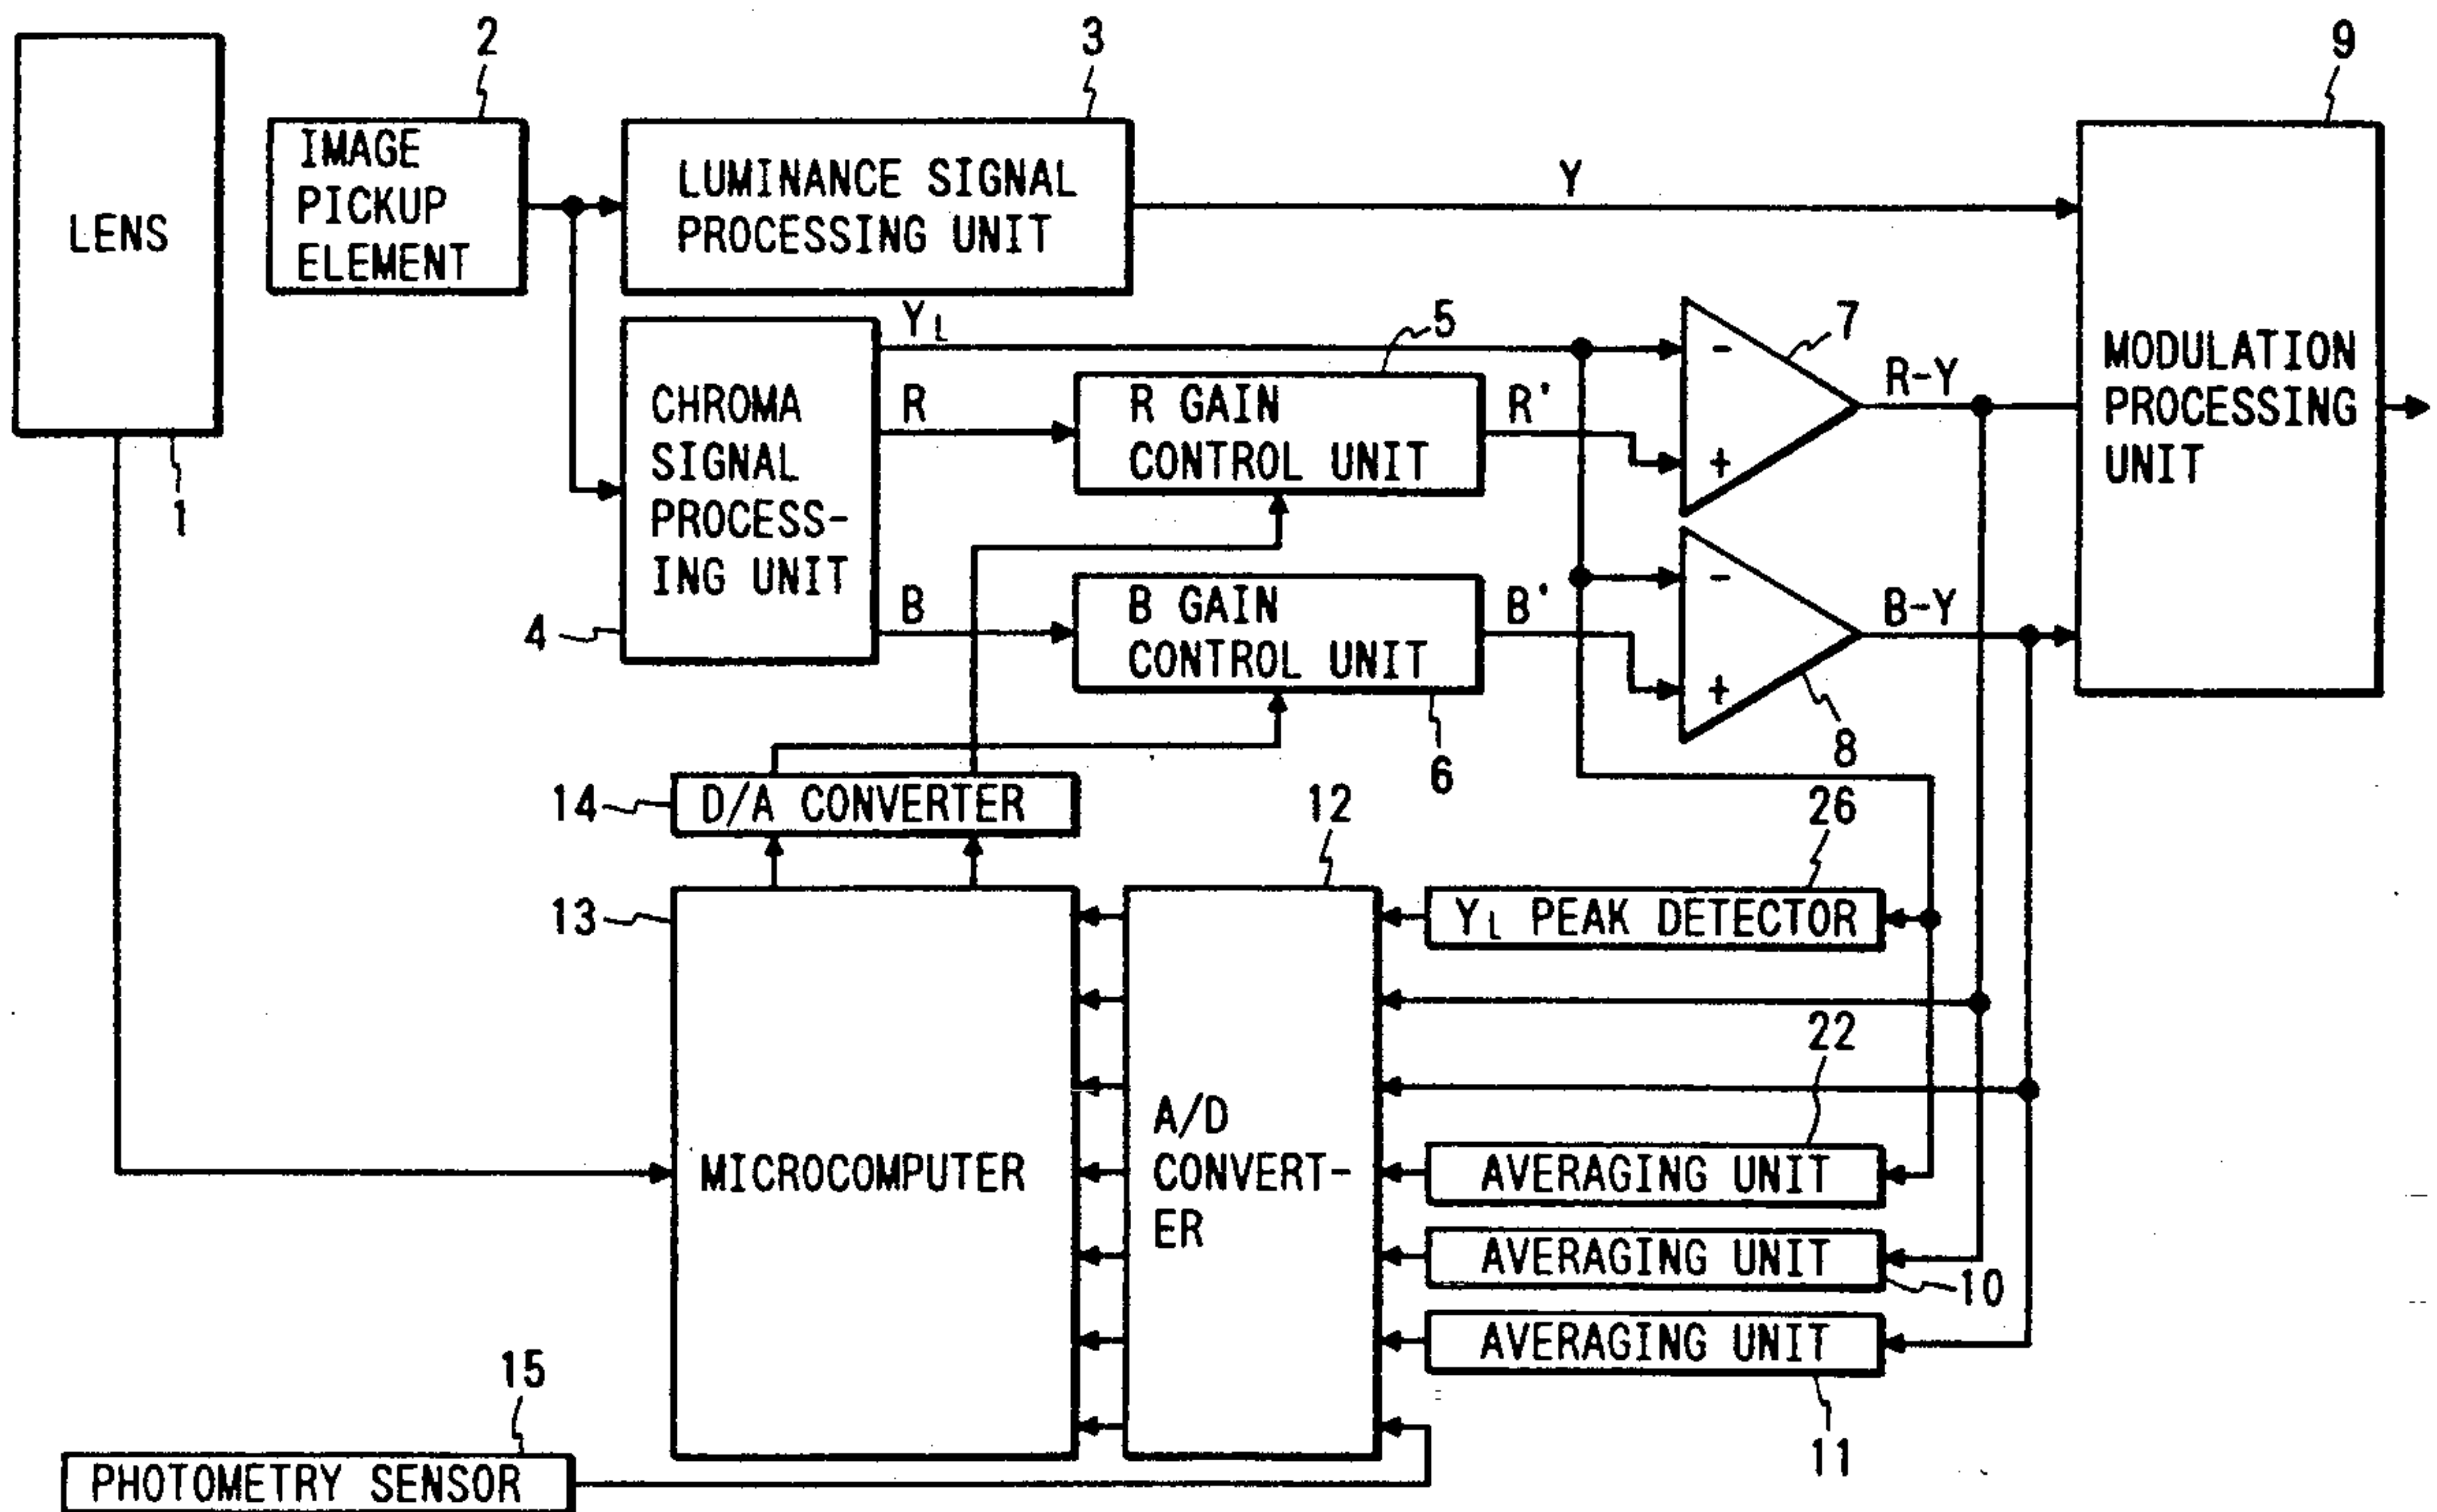 2
3
9
LENS
IMAGE
PICKUP
ELEMENT
LUMINANCE SIGNAL
PROCESSING UNIT
Y
YL
5
7
1
CHROMA
SIGNAL
PROCESS-
ING UNIT
4
R
R GAIN
CONTROL UNIT
R'
-
+
R-Y
MODULATION
PROCESSING
UNIT
B
B GAIN
CONTROL UNIT
B'
-
+
B-Y
6
8
14
D/A CONVERTER
12
26
13
YL PEAK DETECTOR
22
MICROCOMPUTER
A/D
CONVERT-
ER
AVERAGING UNIT
AVERAGING UNIT
10
AVERAGING UNIT
11
15
PHOTOMETRY SENSOR